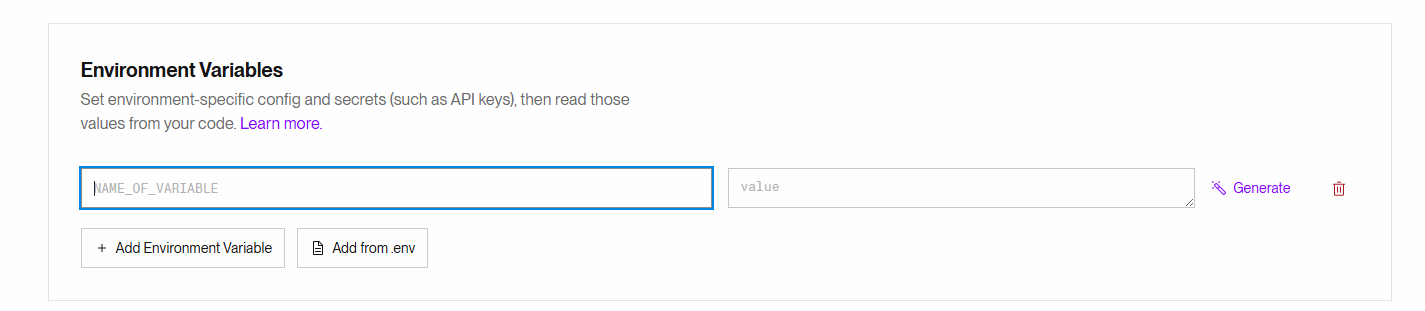 Environment Variables
Set environment-specific config and secrets (such as API keys), then read those
values from your code. Learn more.
NAME_OF_VARIABLE value Generate
+ Add Environment Variable Add from .env